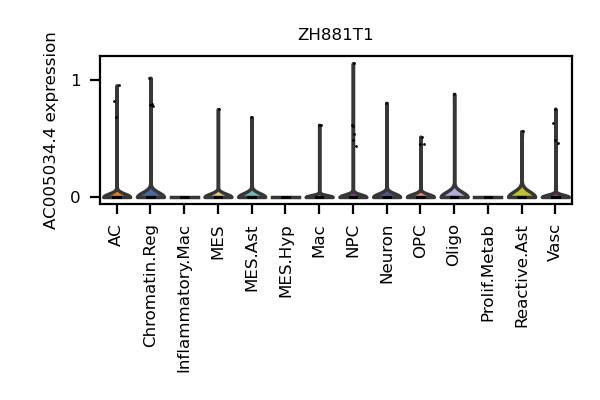 ZH881T1
AC005034.4 expression
1
0
AC
Chromatin.Reg
Inflammatory.Mac
MES
MES.Ast
MES.Hyp
Mac
NPC
Neuron
OPC
Oligo
Prolif.Metab
Reactive.Ast
Vasc